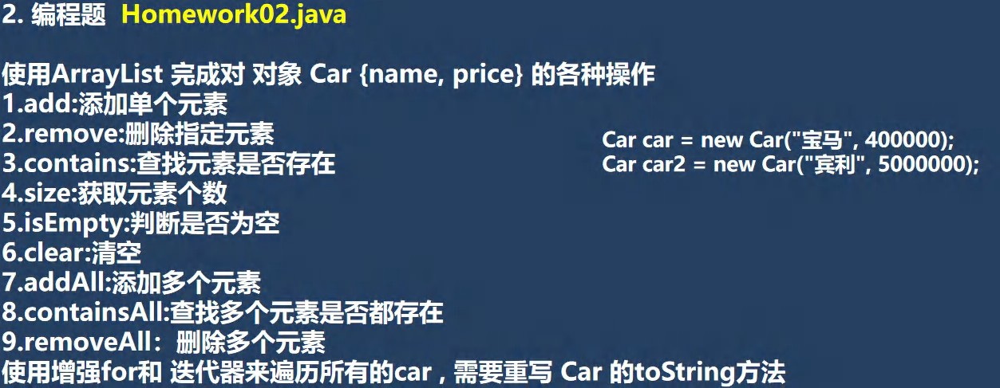 2. 编程题 Homework02.java
使用ArrayList 完成对 对象 Car {name, price} 的各种操作
1.add:添加单个元素
2.remove:删除指定元素
3.contains:查找元素是否存在
4.size:获取元素个数
5.isEmpty:判断是否为空
6.clear:清空
7.addAll:添加多个元素
8.containsAll:查找多个元素是否都存在
9.removeAll：删除多个元素
使用增强for和 迭代器来遍历所有的car , 需要重写 Car 的toString方法
Car car = new Car("宝马", 400000);
Car car2 = new Car("宾利", 5000000);